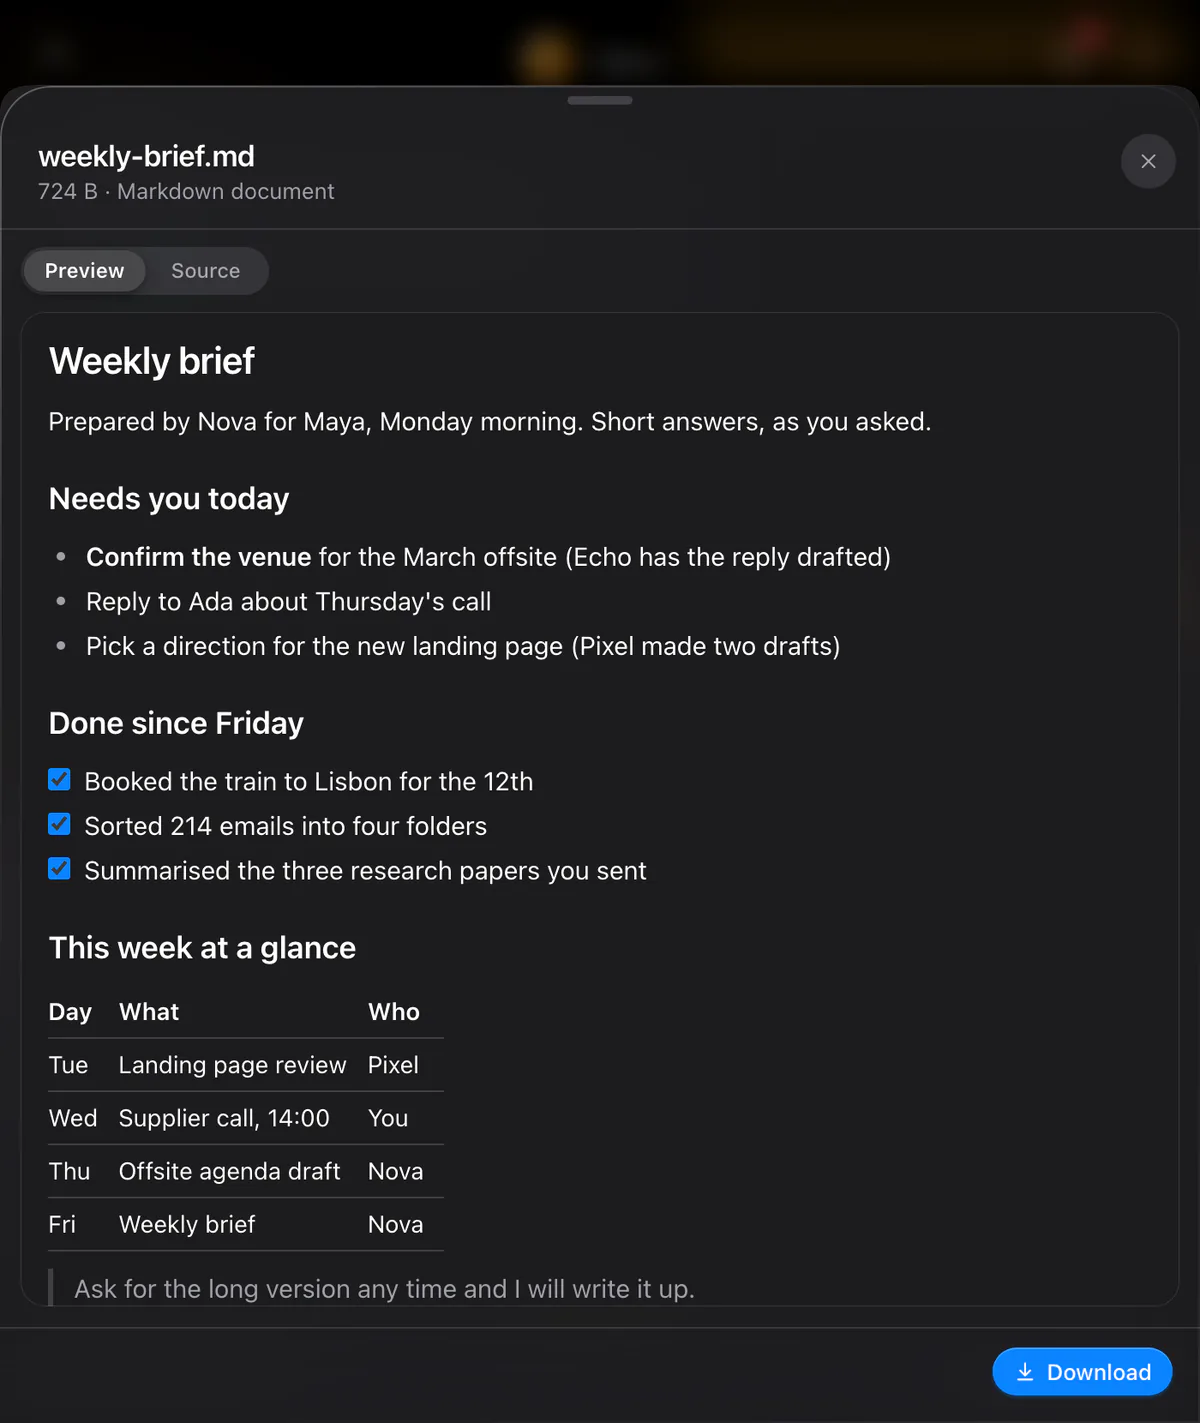 weekly-brief.md
724 B · Markdown document
Preview Source
Weekly brief
Prepared by Nova for Maya, Monday morning. Short answers, as you asked.
Needs you today
• Confirm the venue for the March offsite (Echo has the reply drafted)
• Reply to Ada about Thursday's call
• Pick a direction for the new landing page (Pixel made two drafts)
Done since Friday
Booked the train to Lisbon for the 12th
Sorted 214 emails into four folders
Summarised the three research papers you sent
This week at a glance
Day What Who
Tue Landing page review Pixel
Wed Supplier call, 14:00 You
Thu Offsite agenda draft Nova
Fri Weekly brief Nova
Ask for the long version any time and I will write it up.
Download